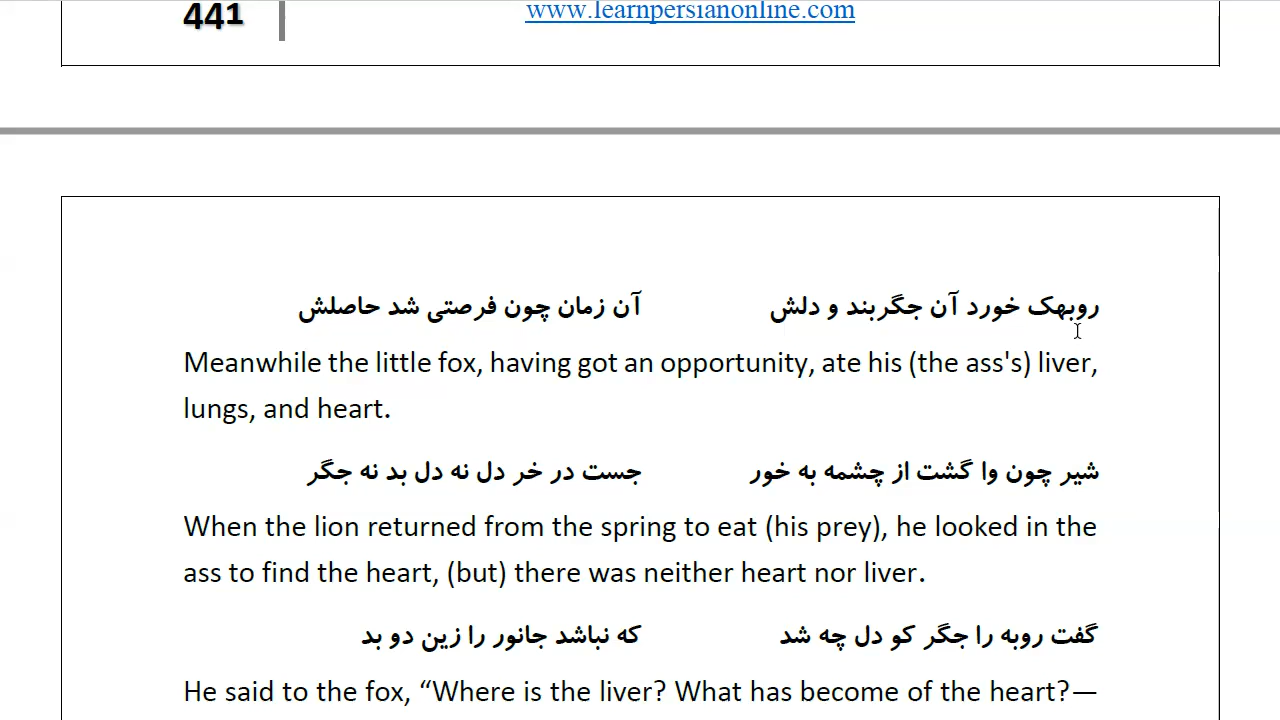 441 www.learnpersianonline.com
روبهک خورد آن جگربند و دلش آن زمان چون فرصتی شد حاصلش
Meanwhile the little fox, having got an opportunity, ate his (the ass's) liver,
lungs, and heart.
شیر چون وا گشت از چشمه به خور جست در خر دل نه دل بد نه جگر
When the lion returned from the spring to eat (his prey), he looked in the
ass to find the heart, (but) there was neither heart nor liver.
گفت روبه را جگر کو دل چه شد که نباشد جانور را زین دو بد
He said to the fox, “Where is the liver? What has become of the heart?—